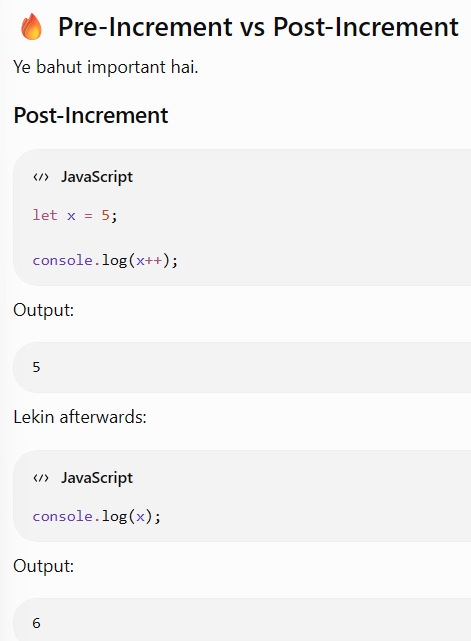 🔥 Pre-Increment vs Post-Increment
Ye bahut important hai.
Post-Increment
</> JavaScript
let x = 5;
console.log(x++);
Output:
5
Lekin afterwards:
</> JavaScript
console.log(x);
Output:
6